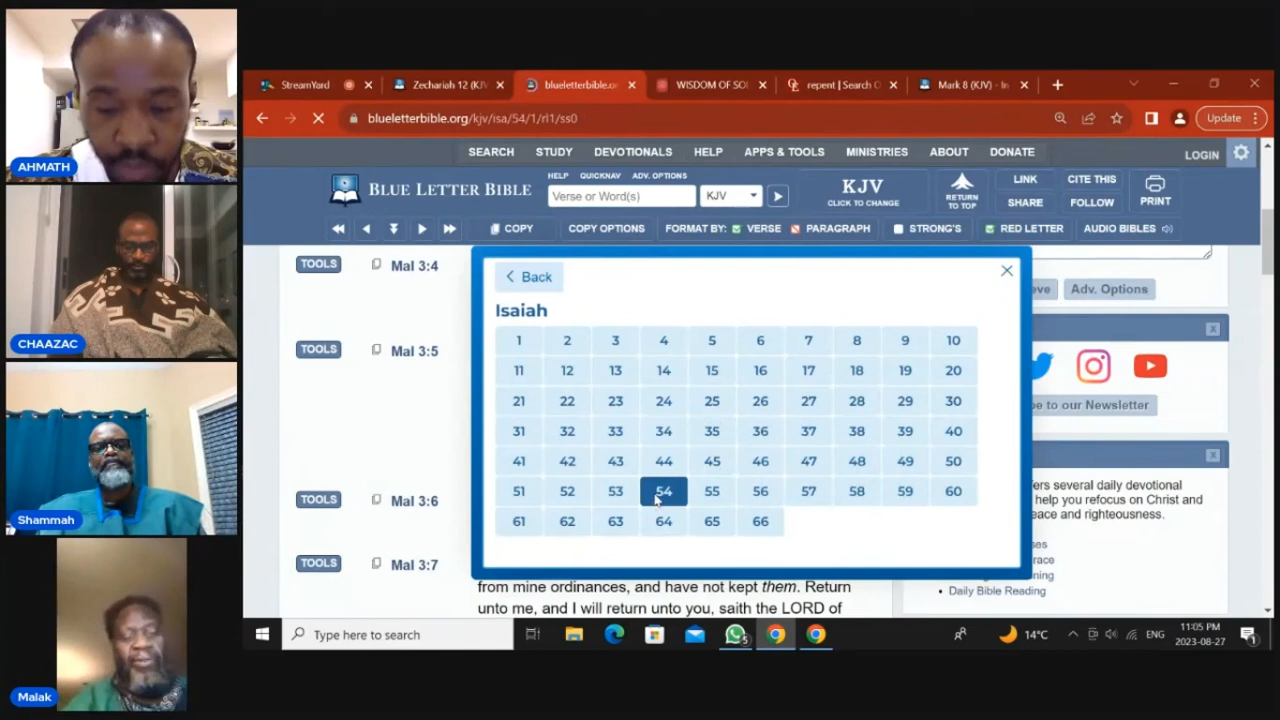 AHMATH
CHAAZAC
Shammah
Malak
StreamYard
Zechariah 12 (KJV
blueletterbible.or
WISDOM OF SOL
repent | Search O
Mark 8 (KJV) - In
blueletterbible.org/kjv/isa/54/1/rl1/ss0
Update
SEARCH STUDY DEVOTIONALS HELP APPS & TOOLS MINISTRIES ABOUT DONATE
LOGIN
BLUE LETTER BIBLE
HELP QUICKNAV ADV. OPTIONS
Verse or Word(s)
KJV
KJV
CLICK TO CHANGE
RETURN
TO TOP
LINK
SHARE
CITE THIS
FOLLOW
PRINT
COPY COPY OPTIONS FORMAT BY: VERSE PARAGRAPH STRONG'S RED LETTER AUDIO BIBLES
TOOLS Mal 3:4
TOOLS Mal 3:5
TOOLS Mal 3:6
TOOLS Mal 3:7
Back
Isaiah
1 2 3 4 5 6 7 8 9 10
11 12 13 14 15 16 17 18 19 20
21 22 23 24 25 26 27 28 29 30
31 32 33 34 35 36 37 38 39 40
41 42 43 44 45 46 47 48 49 50
51 52 53 54 55 56 57 58 59 60
61 62 63 64 65 66
from mine ordinances, and have not kept them. Return
unto me, and I will return unto you, saith the LORD of
eve Adv. Options
x
be to our Newsletter
x
ers several daily devotional
help you refocus on Christ and
eace and righteousness.
ses
race
ning
Daily Bible Reading
Type here to search
5
14°C
ENG
11:05 PM
2023-08-27
1